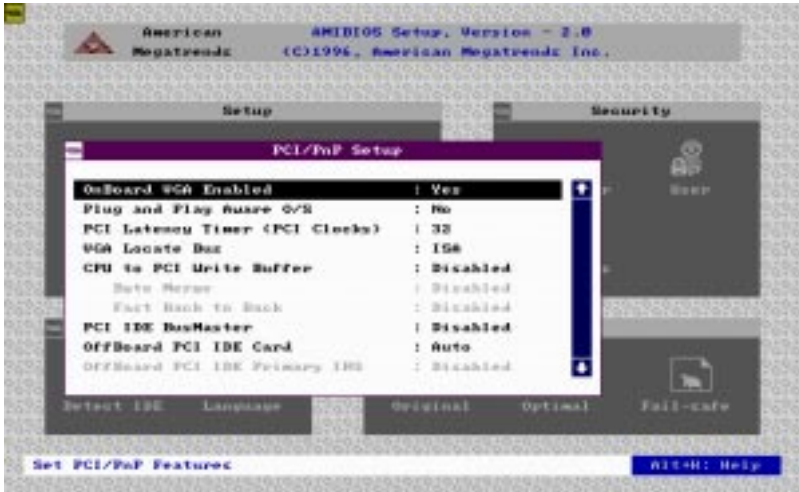 American
Megatrends
AMIBIOS Setup, Version - 2.0
(C)1996, American Megatrends Inc.
Setup
Security
PCI/PnP Setup
OnBoard VGA Enabled : Yes
Plug and Play Aware O/S : No
PCI Latency Timer (PCI Clocks) : 32
VGA Locate Bus : ISA
CPU to PCI Write Buffer : Disabled
Byte Merge : Disabled
Fast Back to Back : Disabled
PCI IDE BusMaster : Disabled
OffBoard PCI IDE Card : Auto
OffBoard PCI IDE Primary IRQ : Disabled
User
Detect IDE Language
Original Optimal Fail-safe
Set PCI/PnP Features
Alt+H: Help